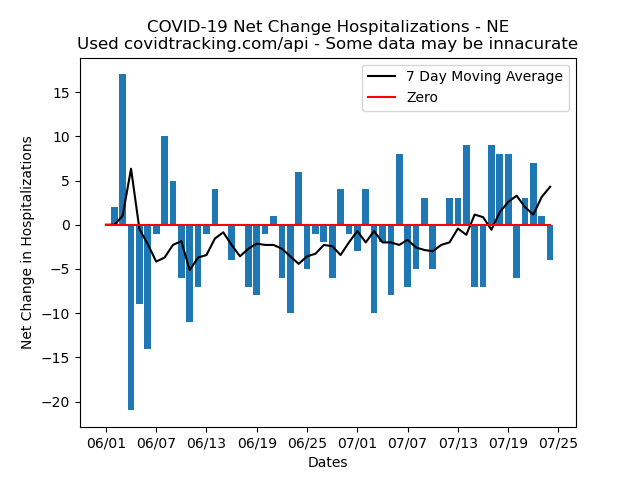 COVID-19 Net Change Hospitalizations - NE
Used covidtracking.com/api - Some data may be innacurate
7 Day Moving Average
Zero
Net Change in Hospitalizations
15
10
5
0
−5
−10
−15
−20
06/01 06/07 06/13 06/19 06/25 07/01 07/07 07/13 07/19 07/25
Dates